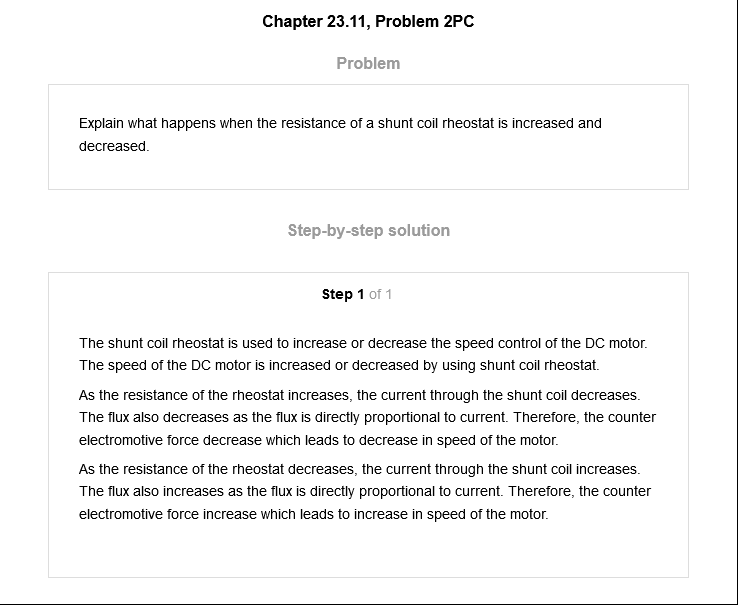 Chapter 23.11, Problem 2PC
Problem
Explain what happens when the resistance of a shunt coil rheostat is increased and
decreased.
Step-by-step solution
Step 1 of 1
The shunt coil rheostat is used to increase or decrease the speed control of the DC motor.
The speed of the DC motor is increased or decreased by using shunt coil rheostat.
As the resistance of the rheostat increases, the current through the shunt coil decreases.
The flux also decreases as the flux is directly proportional to current. Therefore, the counter
electromotive force decrease which leads to decrease in speed of the motor.
As the resistance of the rheostat decreases, the current through the shunt coil increases.
The flux also increases as the flux is directly proportional to current. Therefore, the counter
electromotive force increase which leads to increase in speed of the motor.